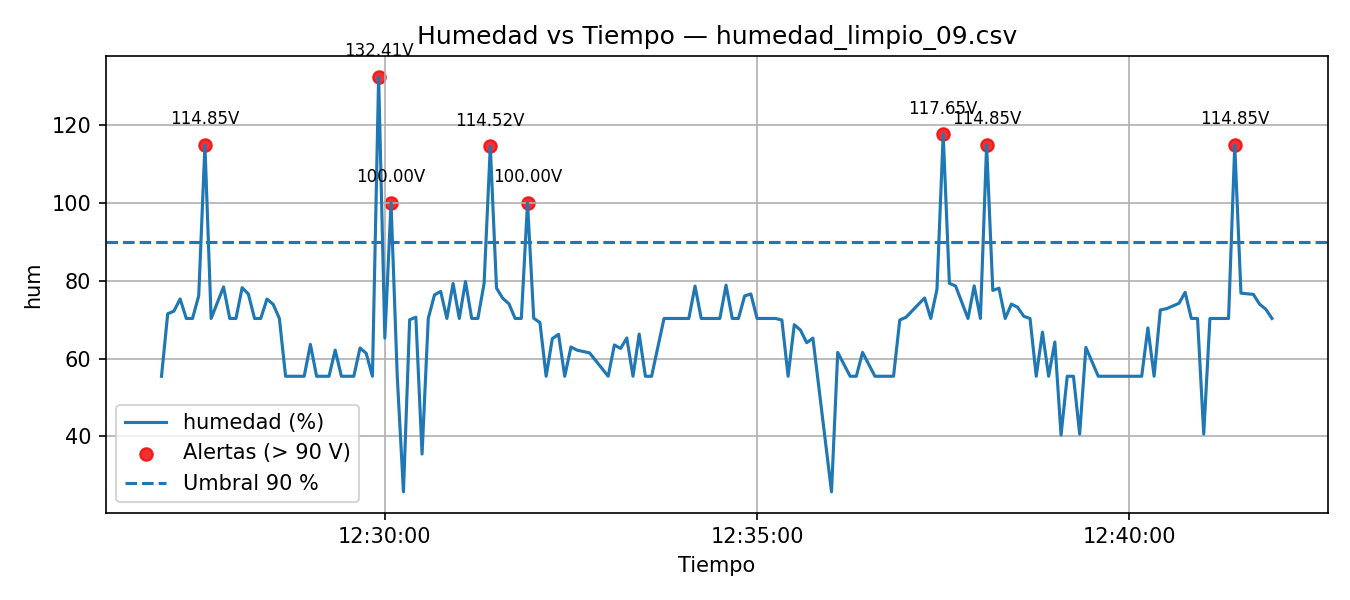 Humedad vs Tiempo — humedad_limpio_09.csv
132.41V
114.85V
114.52V
117.65V
114.85V
114.85V
100.00V
100.00V
120
100
80
60
40
hum
humedad (%)
Alertas (> 90 V)
Umbral 90 %
12:30:00
12:35:00
12:40:00
Tiempo